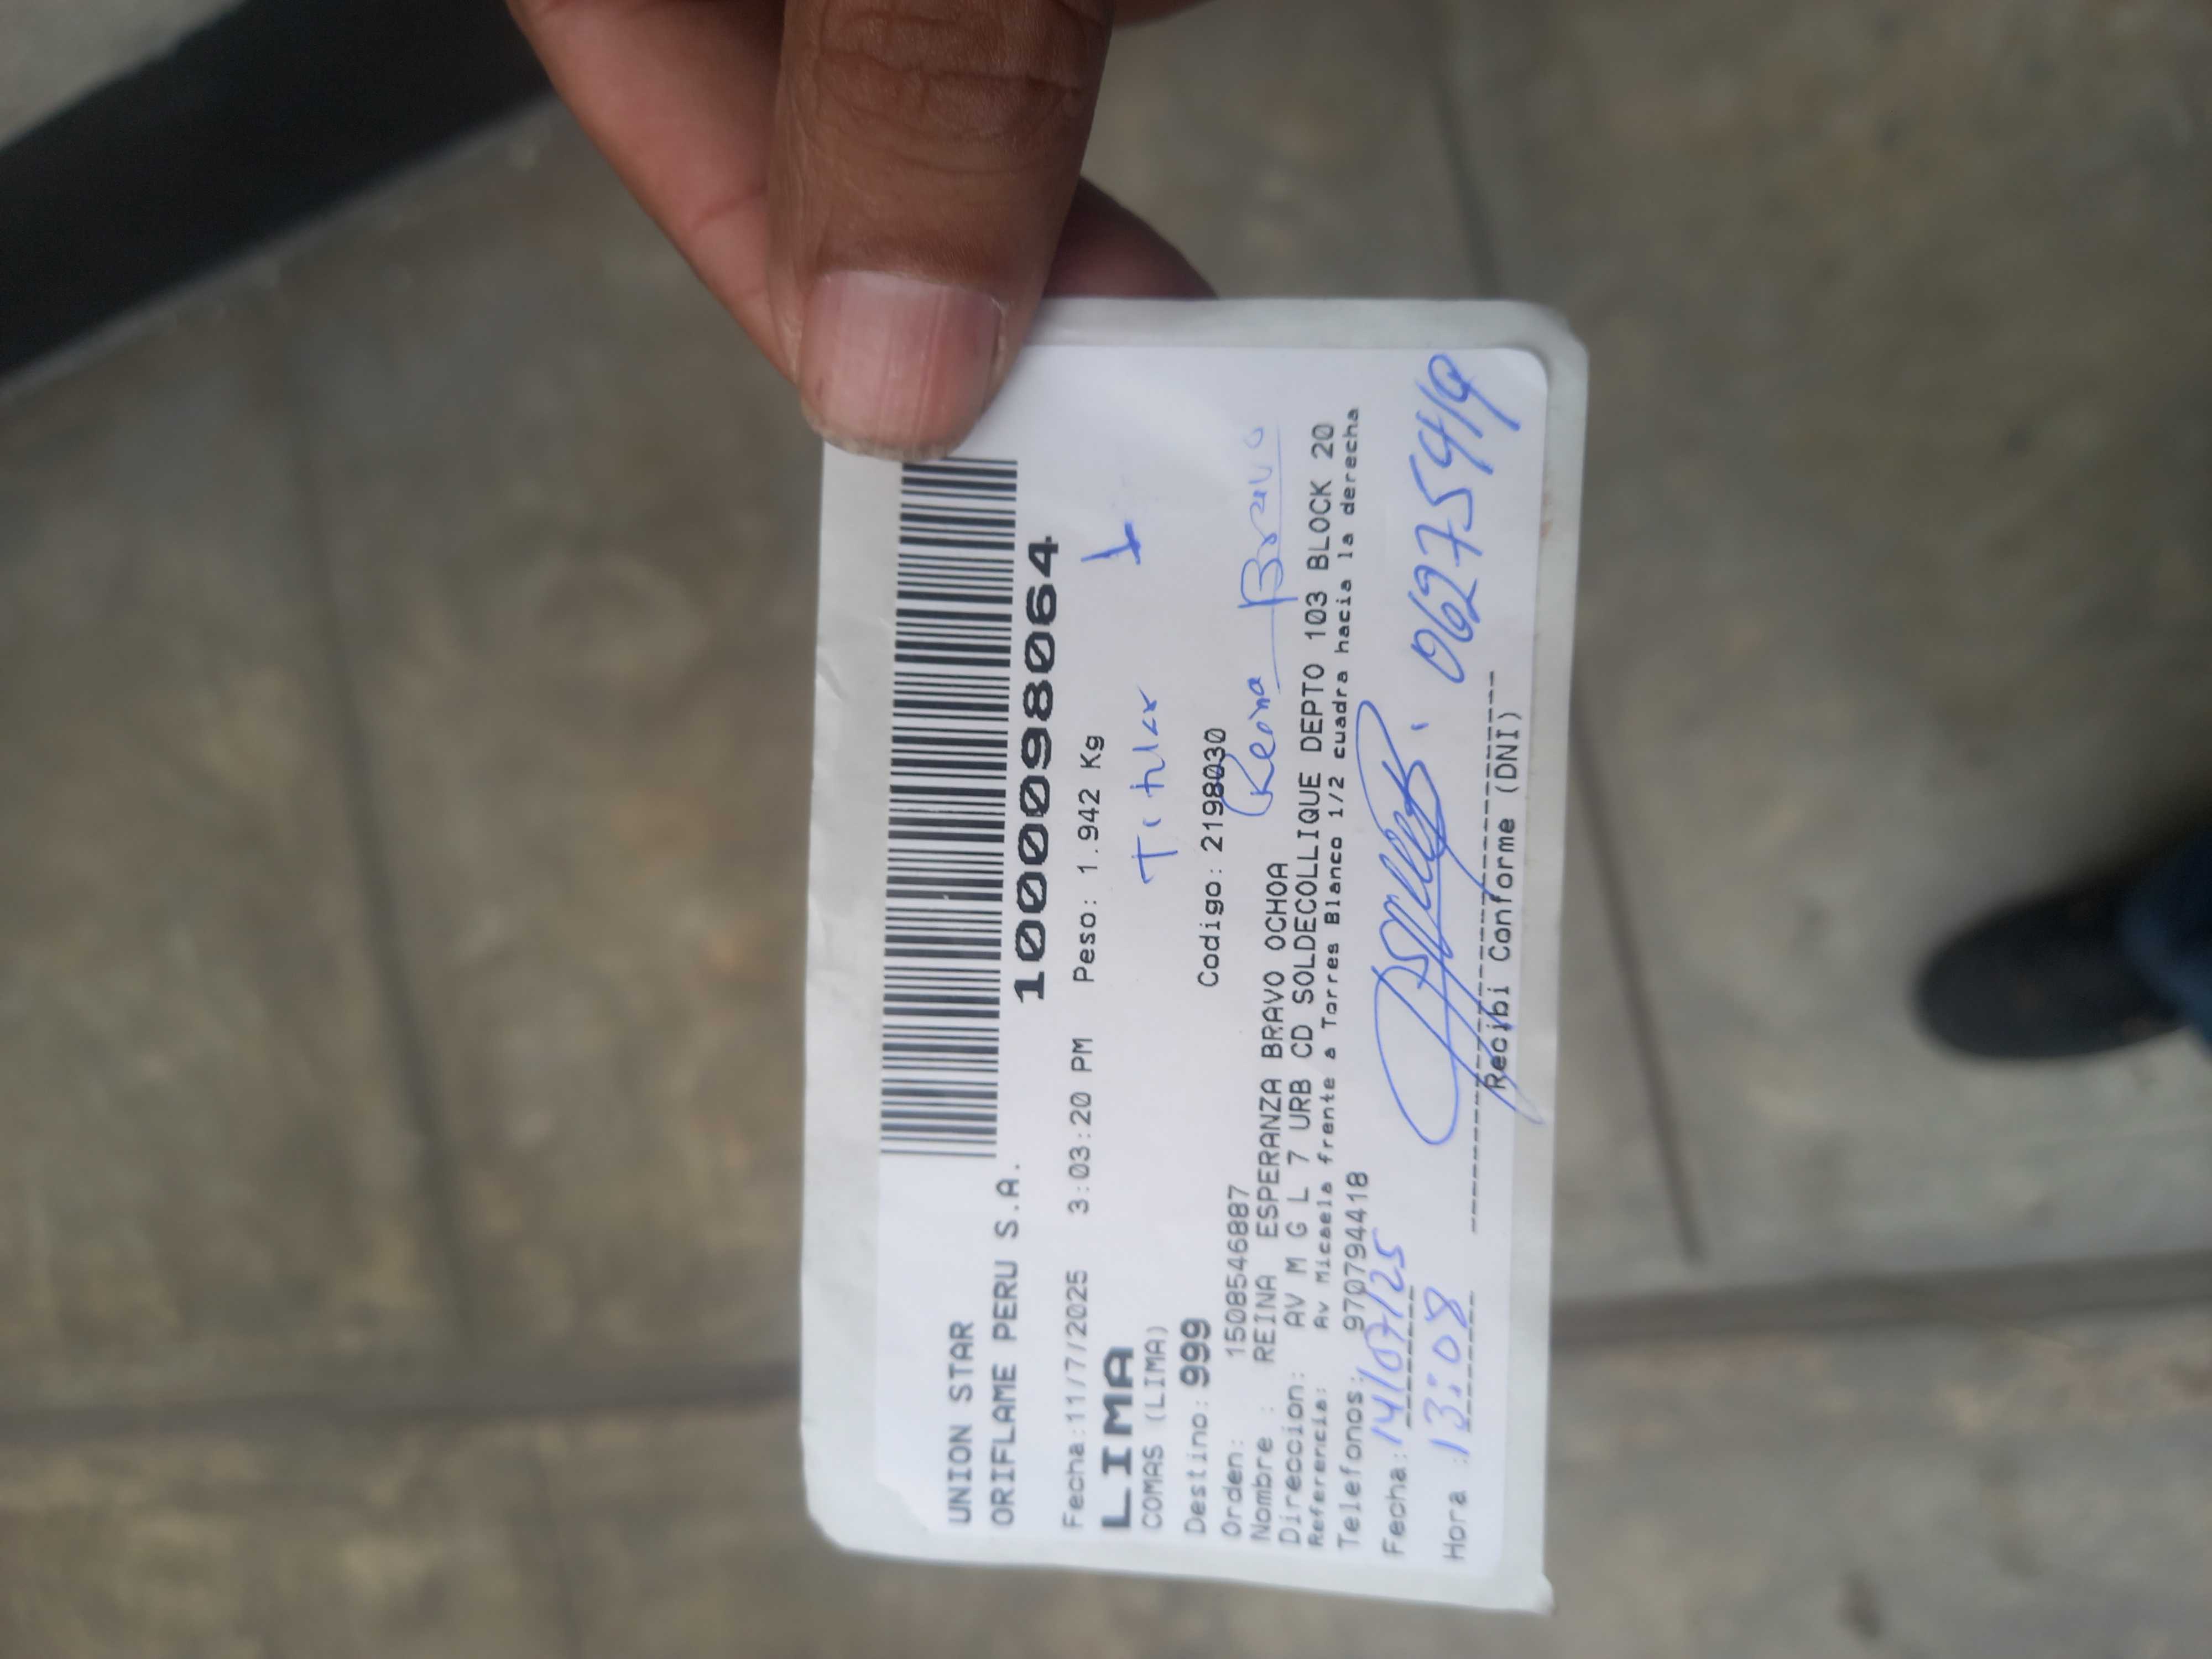 UNION STAR
ORIFLAME PERU S.A.
1000098064
Fecha:11/7/2025 3:03:20 PM Peso: 1.942 Kg
LIMA
COMAS (LIMA)
Titular
Destino: 999 Codigo: 2198030
Orden: 1508546887
Reina Bravo
Nombre : REINA ESPERANZA BRAVO OCHOA
Direccion: AV M G L 7 URB CD SOLDECOLLIQUE DEPTO 103 BLOCK 20
Referencia: Av Micaela frente a Torres Blanco 1/2 cuadra hacia la derecha
Telefonos: 970794418
Fecha: 14/07/25
06275419
Hora : 13:08
Recibi Conforme (DNI)